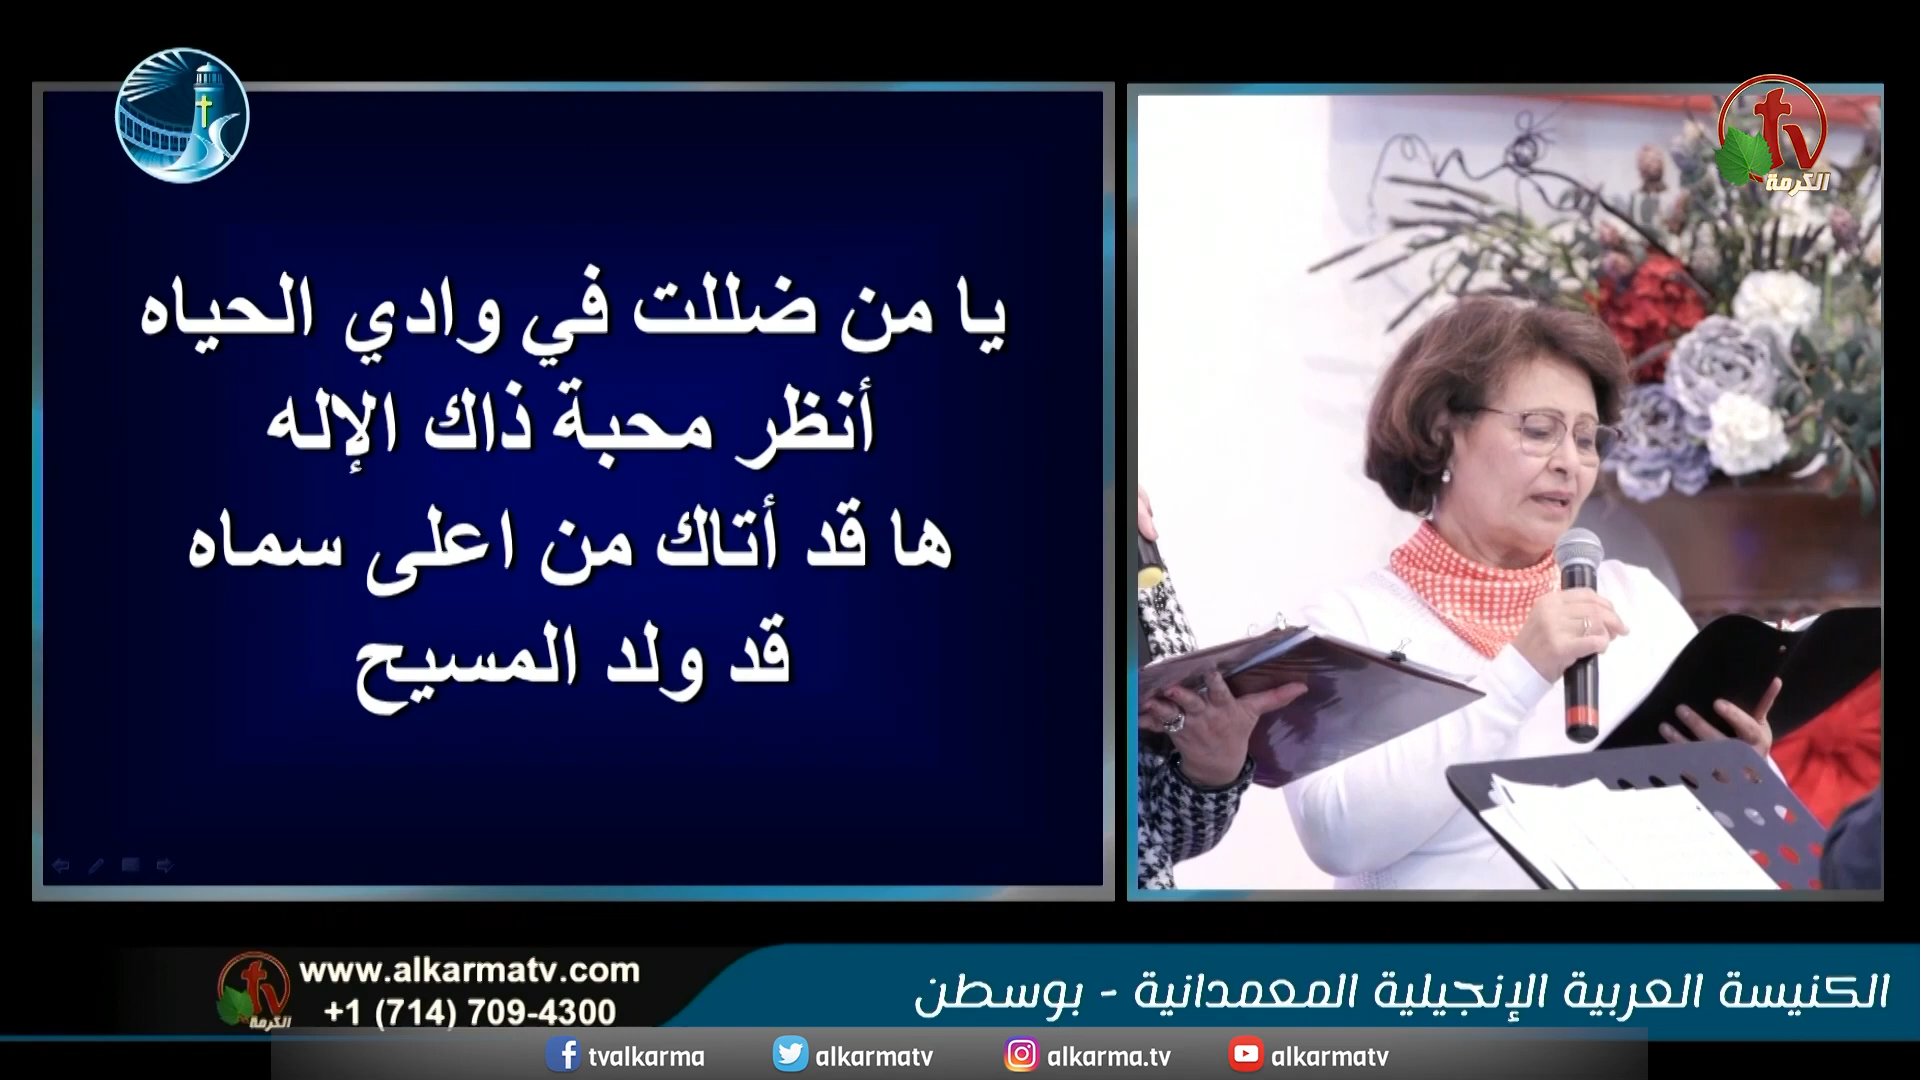 tv
الكرمة
يا من ضللت في وادي الحياه
أنظر محبة ذاك الإله
ها قد أتاك من اعلى سماه
قد ولد المسيح
الكنيسة العربية الإنجيلية المعمدانية - بوسطن
tv
الكرمة
www.alkarmatv.com
+1 (714) 709-4300
tvalkarma alkarmatv alkarma.tv alkarmatv